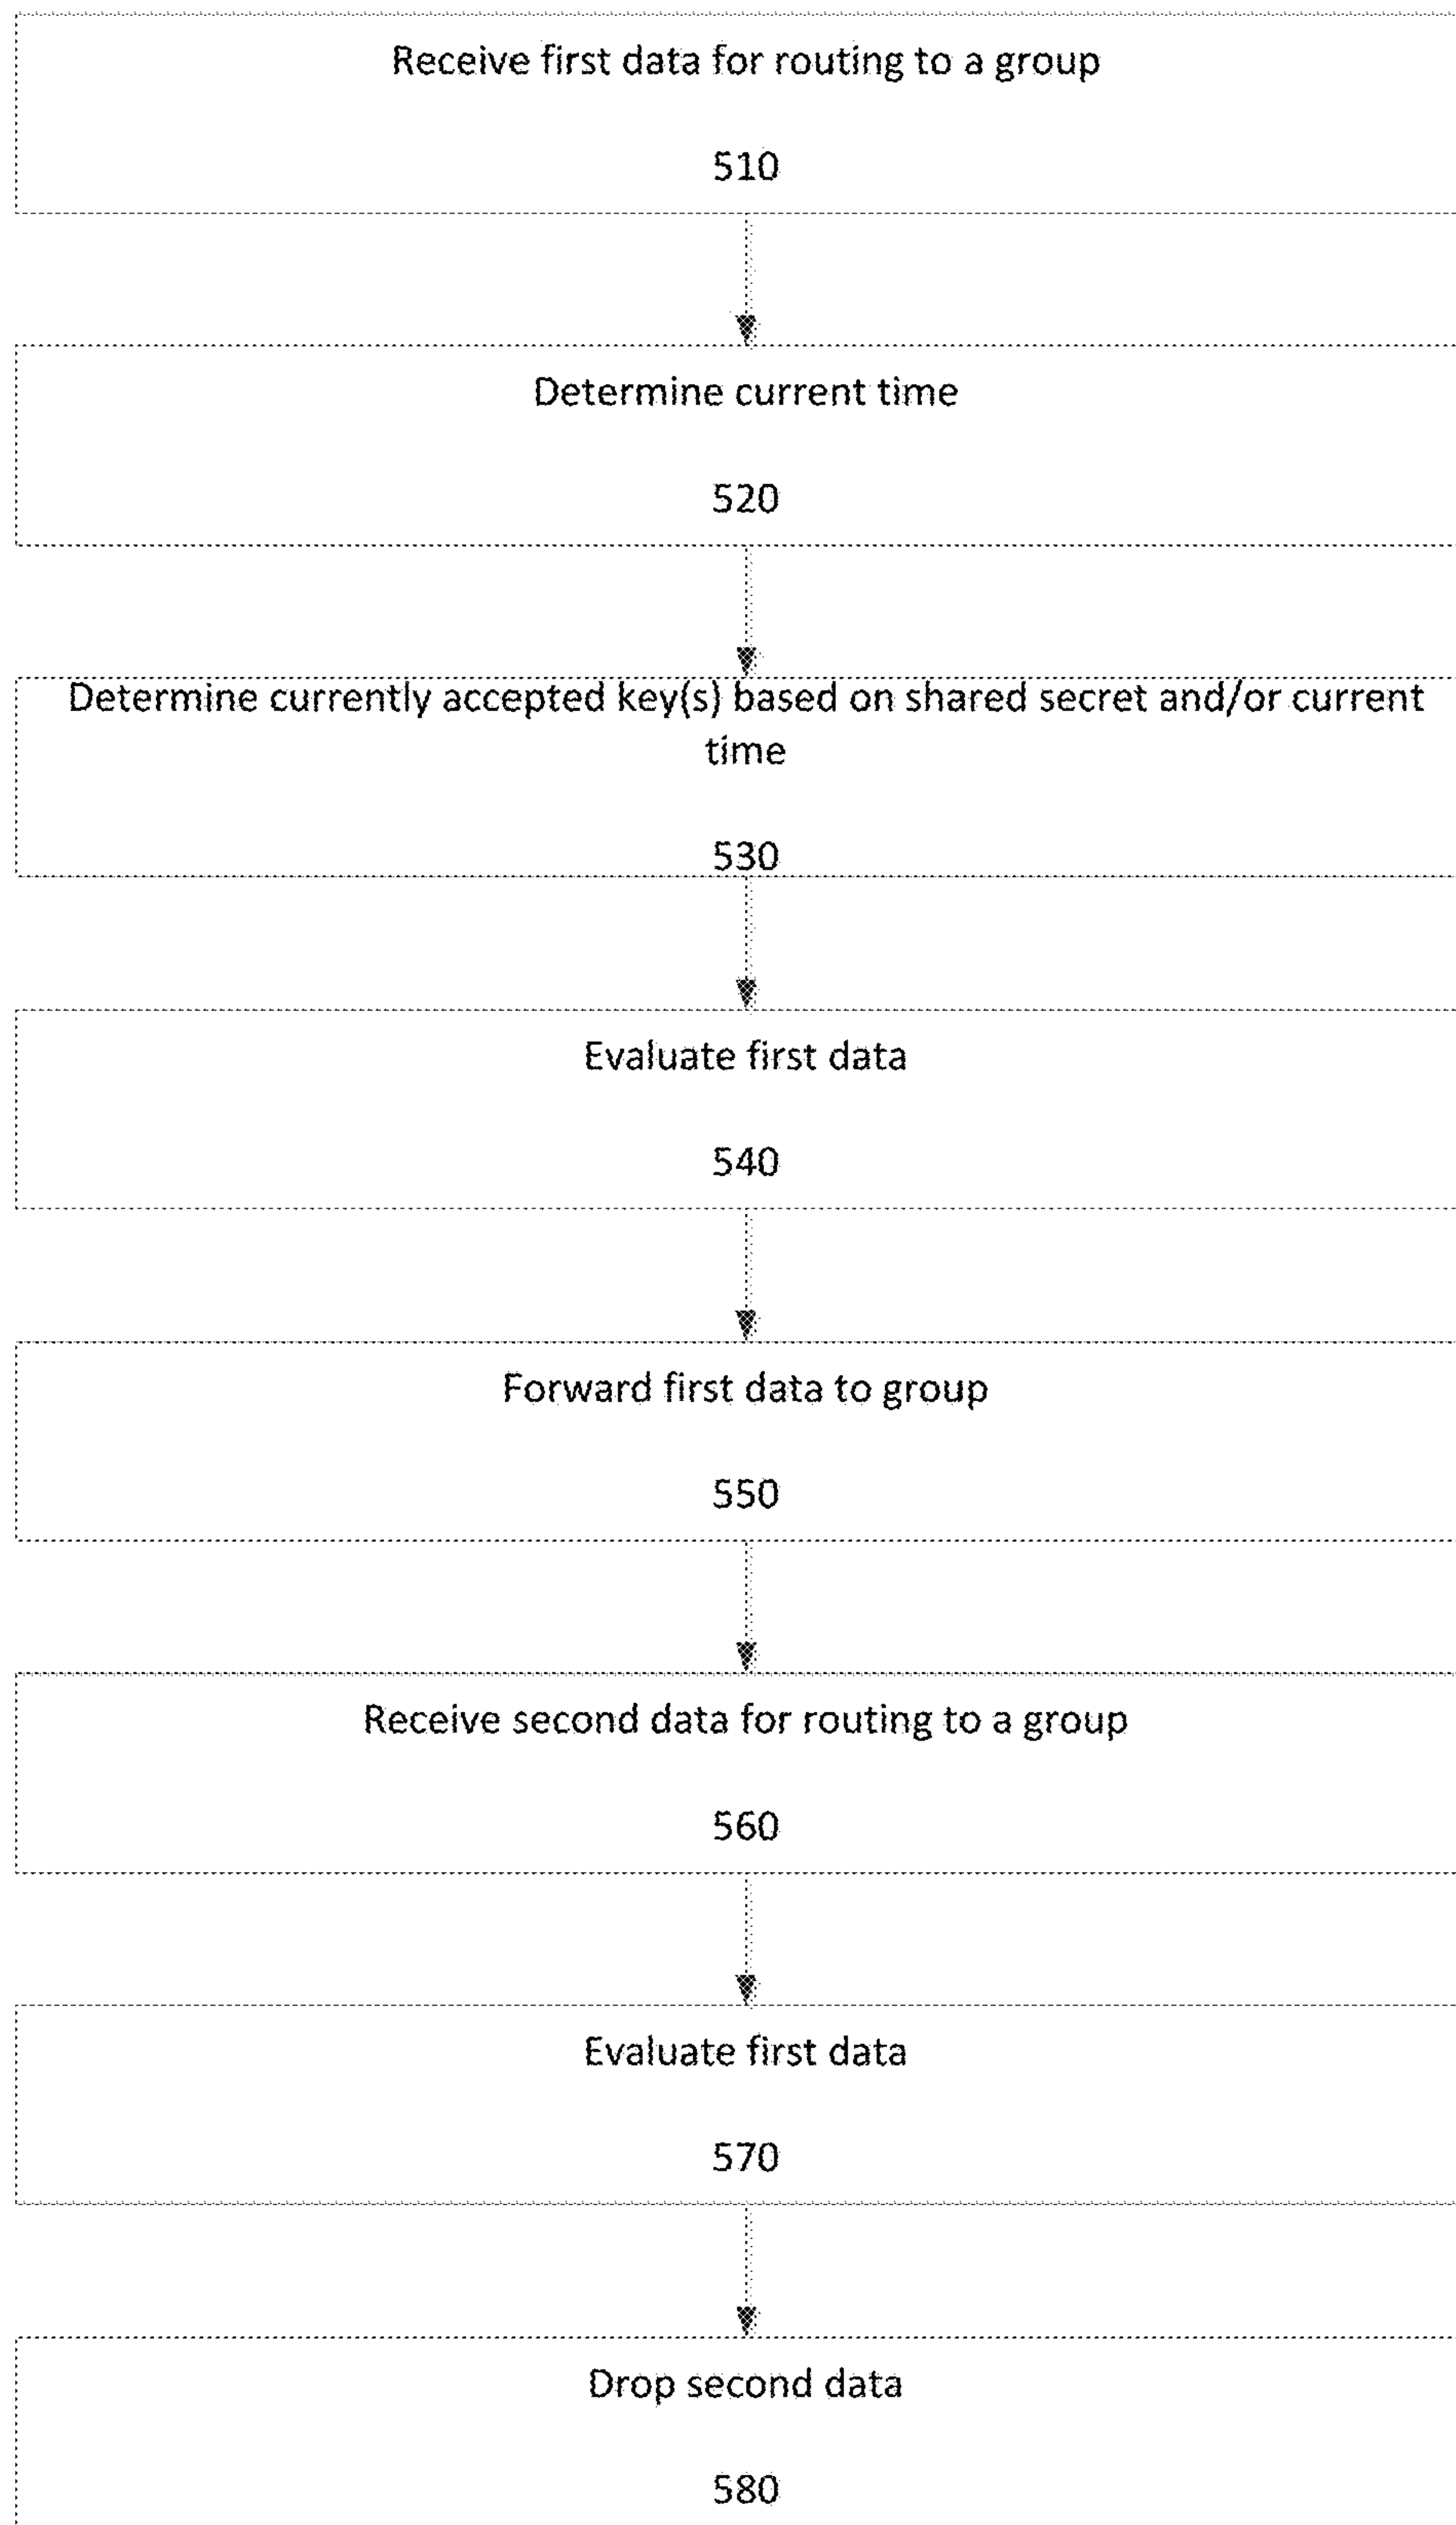 Receive first data for routing to a group
510
Determine current time
520
Determine currently accepted key(s) based on shared secret and/or current
time
530
Evaluate first data
540
Forward first data to group
550
Receive second data for routing to a group
560
Evaluate first data
570
Drop second data
580